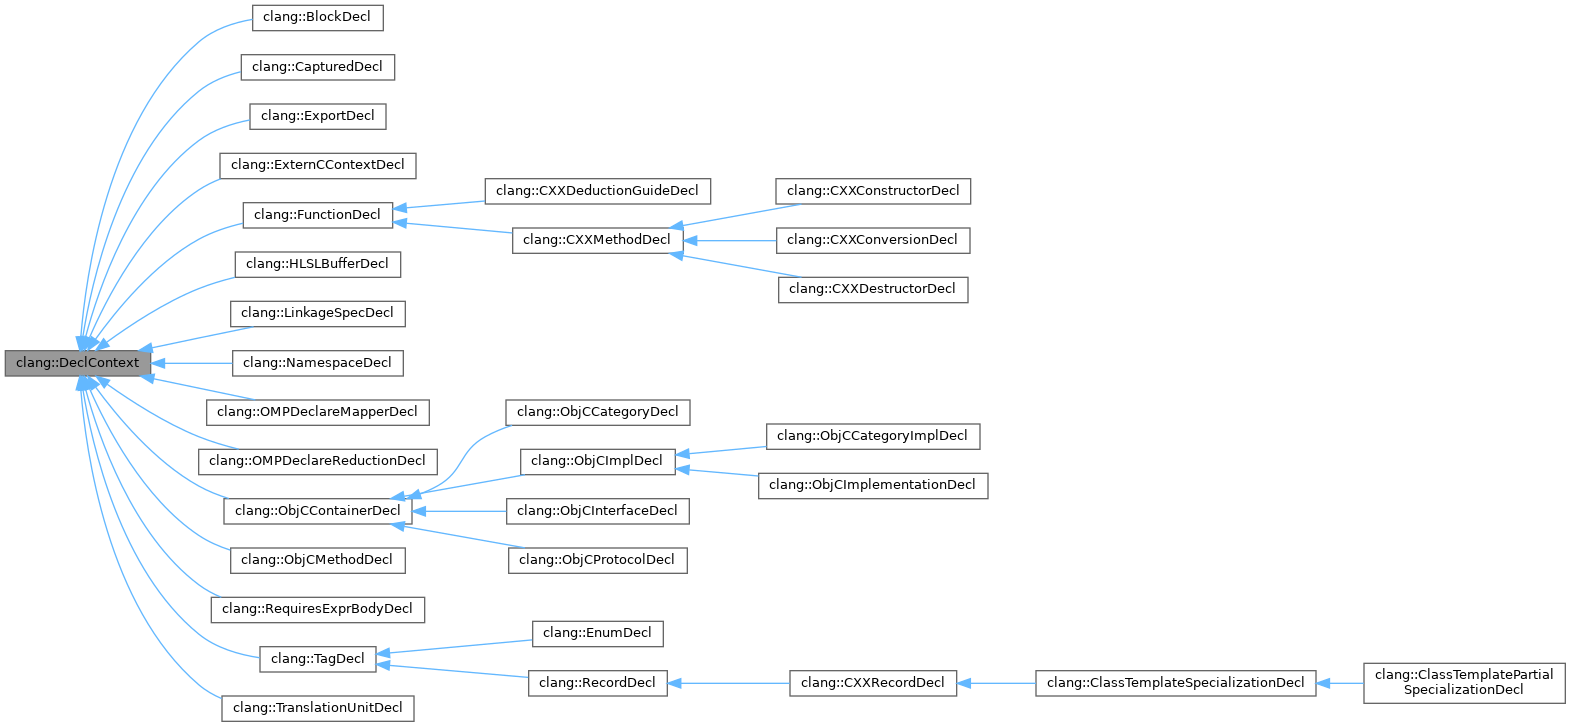 clang::BlockDecl
clang::CapturedDecl
clang::ExportDecl
clang::ExternCContextDecl
clang::CXXDeductionGuideDecl
clang::CXXConstructorDecl
clang::FunctionDecl
clang::CXXMethodDecl
clang::CXXConversionDecl
clang::HLSLBufferDecl
clang::CXXDestructorDecl
clang::LinkageSpecDecl
clang::DeclContext
clang::NamespaceDecl
clang::OMPDeclareMapperDecl
clang::ObjCCategoryDecl
clang::ObjCCategoryImplDecl
clang::OMPDeclareReductionDecl
clang::ObjCImplDecl
clang::ObjCImplementationDecl
clang::ObjCContainerDecl
clang::ObjCInterfaceDecl
clang::ObjCMethodDecl
clang::ObjCProtocolDecl
clang::RequiresExprBodyDecl
clang::EnumDecl
clang::TagDecl
clang::RecordDecl
clang::CXXRecordDecl
clang::ClassTemplateSpecializationDecl
clang::ClassTemplatePartial
SpecializationDecl
clang::TranslationUnitDecl